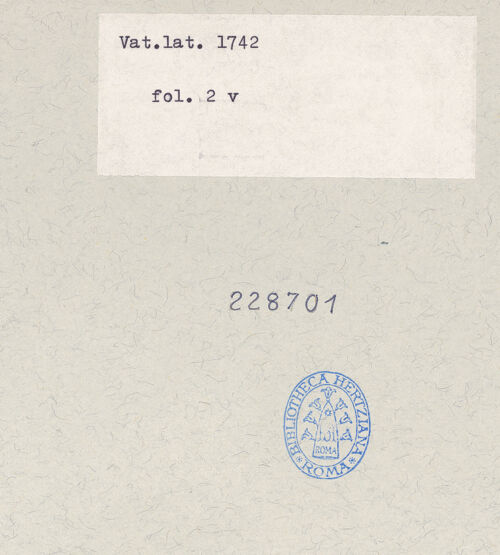 Vat.lat. 1742
fol. 2 v
228701
BIBLIOTHECA HERTZIANA
ROMA
ROMA